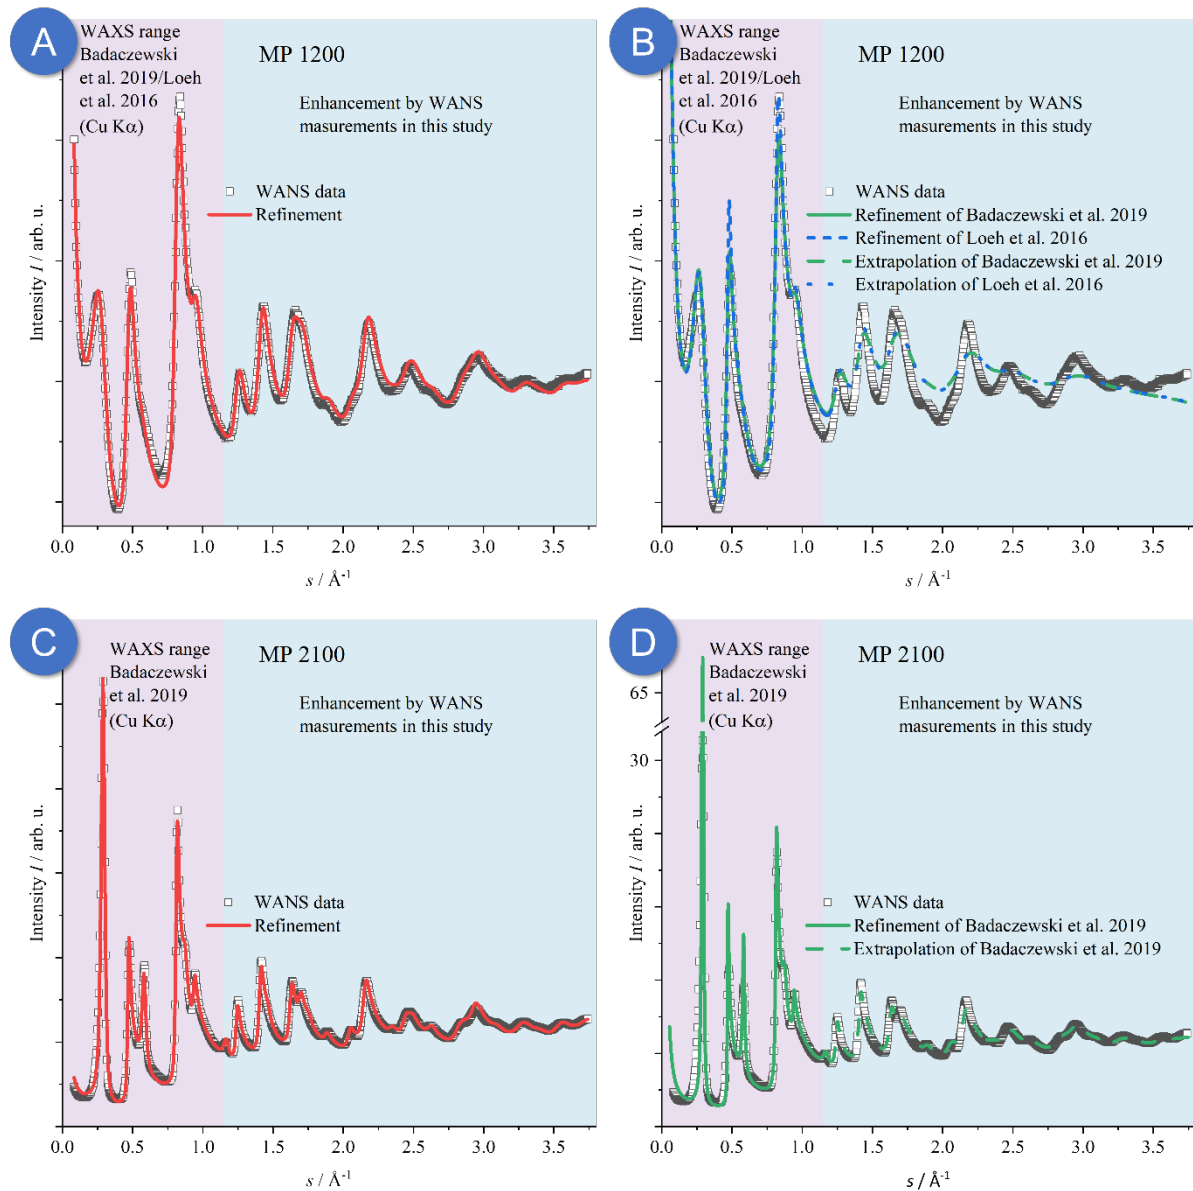 A
WAXS range
Badaczewski
et al. 2019/Loeh
et al. 2016
(Cu Kα)
MP 1200
Enhancement by WANS
masurements in this study
WANS data
Refinement
Intensity I / arb. u.
0.0 0.5 1.0 1.5 2.0 2.5 3.0 3.5
s / Å-1
B
WAXS range
Badaczewski
et al. 2019/Loeh
et al. 2016
(Cu Kα)
MP 1200
Enhancement by WANS
masurements in this study
WANS data
Refinement of Badaczewski et al. 2019
Refinement of Loeh et al. 2016
Extrapolation of Badaczewski et al. 2019
Extrapolation of Loeh et al. 2016
Intensity I / arb. u.
0.0 0.5 1.0 1.5 2.0 2.5 3.0 3.5
s / Å-1
C
WAXS range
Badaczewski
et al. 2019
(Cu Kα)
MP 2100
Enhancement by WANS
masurements in this study
WANS data
Refinement
Intensity I / arb. u.
0.0 0.5 1.0 1.5 2.0 2.5 3.0 3.5
s / Å-1
D
WAXS range
Badaczewski
et al. 2019
(Cu Kα)
MP 2100
Enhancement by WANS
masurements in this study
65
30
WANS data
Refinement of Badaczewski et al. 2019
Extrapolation of Badaczewski et al. 2019
Intensity I / arb. u.
0.0 0.5 1.0 1.5 2.0 2.5 3.0 3.5
s / Å-1